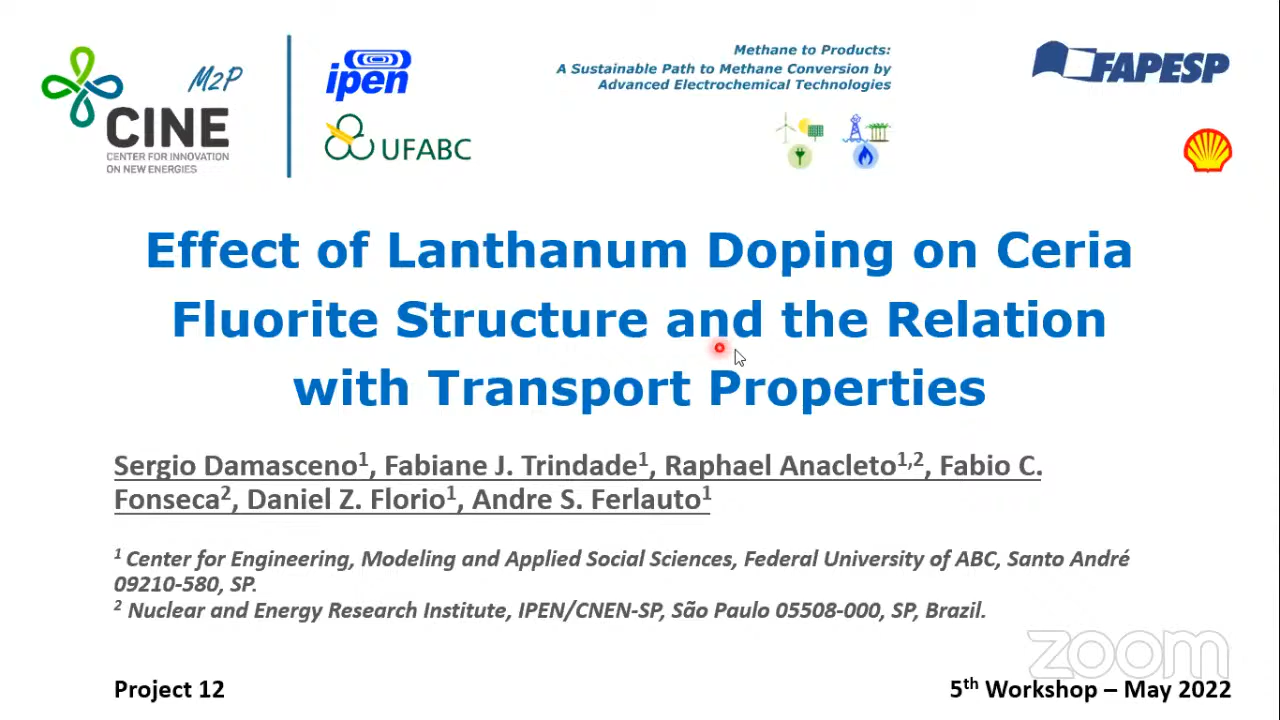 M2P
CINE
CENTER FOR INNOVATION
ON NEW ENERGIES
ipen
UFABC
Methane to Products:
A Sustainable Path to Methane Conversion by
Advanced Electrochemical Technologies
FAPESP
Effect of Lanthanum Doping on Ceria
Fluorite Structure and the Relation
with Transport Properties
Sergio Damasceno¹, Fabiane J. Trindade¹, Raphael Anacleto¹,², Fabio C.
Fonseca², Daniel Z. Florio¹, Andre S. Ferlauto¹
¹ Center for Engineering, Modeling and Applied Social Sciences, Federal University of ABC, Santo André
09210-580, SP.
² Nuclear and Energy Research Institute, IPEN/CNEN-SP, São Paulo 05508-000, SP, Brazil.
zoom
Project 12
5th Workshop – May 2022